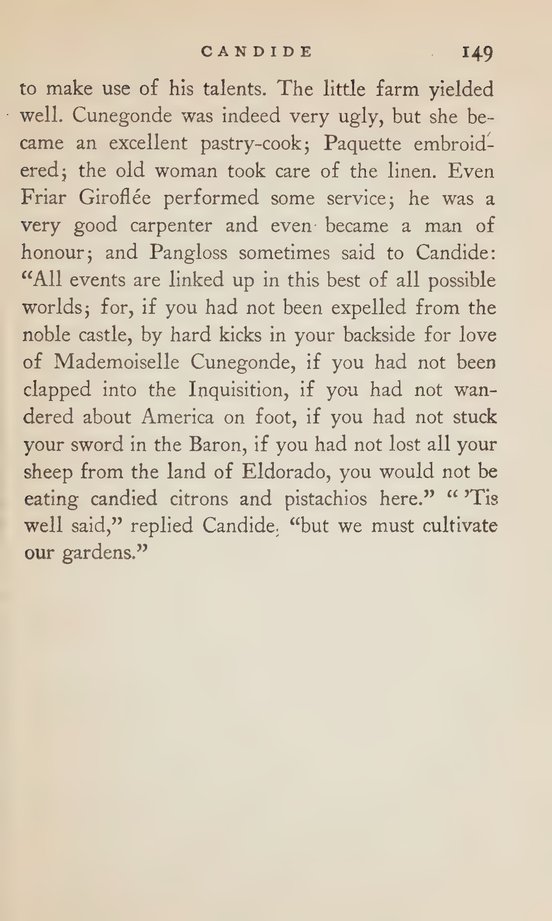 CANDIDE 149
to make use of his talents. The little farm yielded
well. Cunegonde was indeed very ugly, but she be-
came an excellent pastry-cook; Paquette embroid-
ered; the old woman took care of the linen. Even
Friar Giroflée performed some service; he was a
very good carpenter and even became a man of
honour; and Pangloss sometimes said to Candide:
“All events are linked up in this best of all possible
worlds; for, if you had not been expelled from the
noble castle, by hard kicks in your backside for love
of Mademoiselle Cunegonde, if you had not been
clapped into the Inquisition, if you had not wan-
dered about America on foot, if you had not stuck
your sword in the Baron, if you had not lost all your
sheep from the land of Eldorado, you would not be
eating candied citrons and pistachios here.” “ ’Tis
well said,” replied Candide, “but we must cultivate
our gardens.”